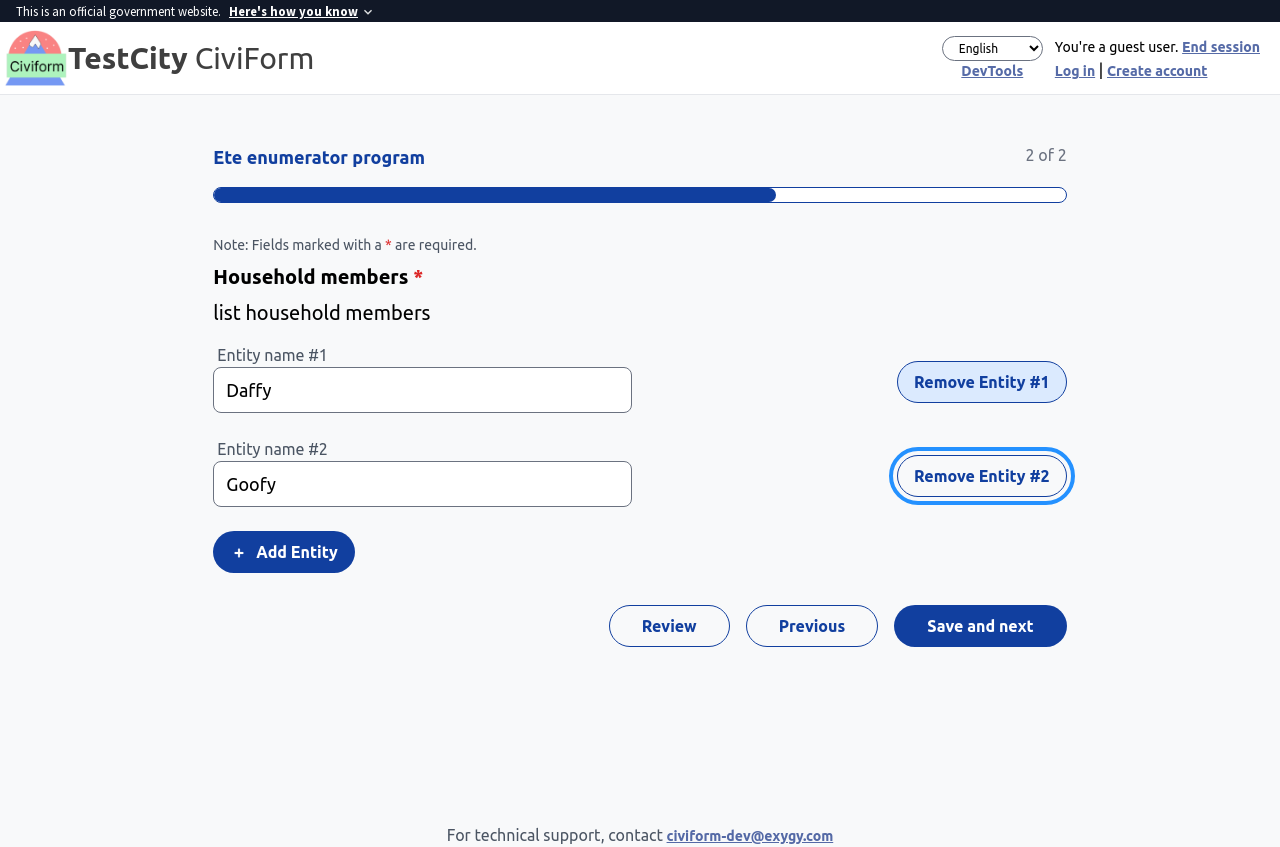 This is an official government website. Here's how you know
Civiform
TestCity CiviForm
English
You're a guest user. End session
DevTools
Log in | Create account
Ete enumerator program
2 of 2
Note: Fields marked with a * are required.
Household members *
list household members
Entity name #1
Daffy
Remove Entity #1
Entity name #2
Goofy
Remove Entity #2
+ Add Entity
Review
Previous
Save and next
For technical support, contact civiform-dev@exygy.com